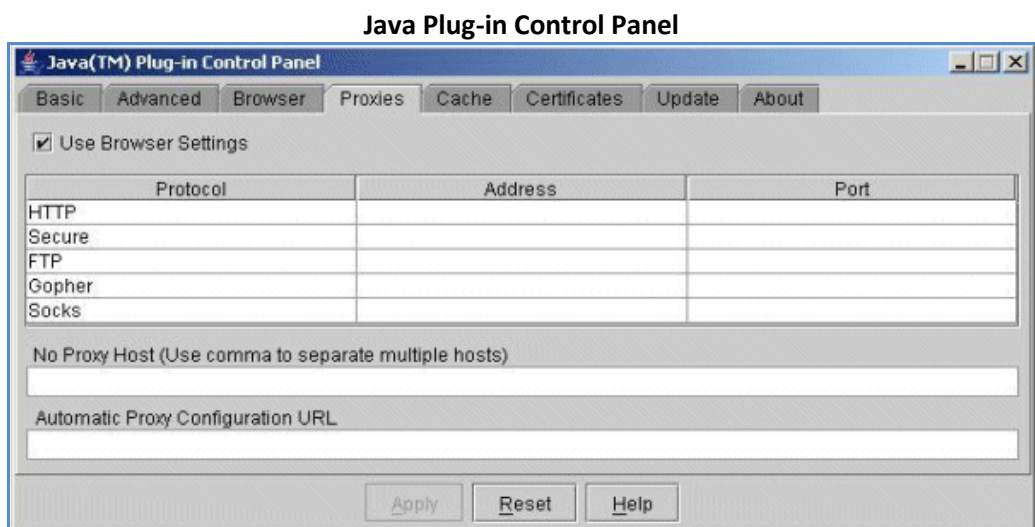 Java Plug-in Control Panel
Java(TM) Plug-in Control Panel
Basic Advanced Browser Proxies Cache Certificates Update About
Use Browser Settings
Protocol Address Port
HTTP
Secure
FTP
Gopher
Socks
No Proxy Host (Use comma to separate multiple hosts)
Automatic Proxy Configuration URL
Apply Reset Help